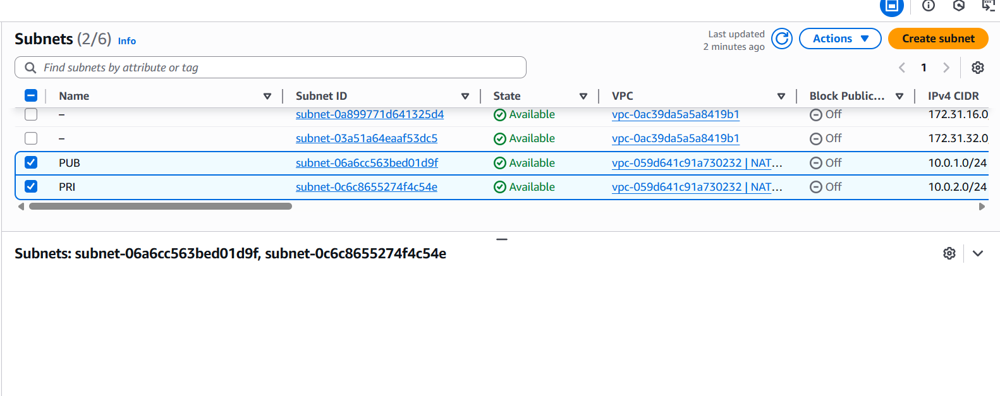 Subnets (2/6) Info
Last updated
2 minutes ago
Actions
Create subnet
Find subnets by attribute or tag
1
Name Subnet ID State VPC Block Public... IPv4 CIDR
– subnet-0a899771d641325d4 Available vpc-0ac39da5a5a8419b1 Off 172.31.16.0
– subnet-03a51a64eaaf53dc5 Available vpc-0ac39da5a5a8419b1 Off 172.31.32.0
PUB subnet-06a6cc563bed01d9f Available vpc-059d641c91a730232 | NAT... Off 10.0.1.0/24
PRI subnet-0c6c8655274f4c54e Available vpc-059d641c91a730232 | NAT... Off 10.0.2.0/24
Subnets: subnet-06a6cc563bed01d9f, subnet-0c6c8655274f4c54e